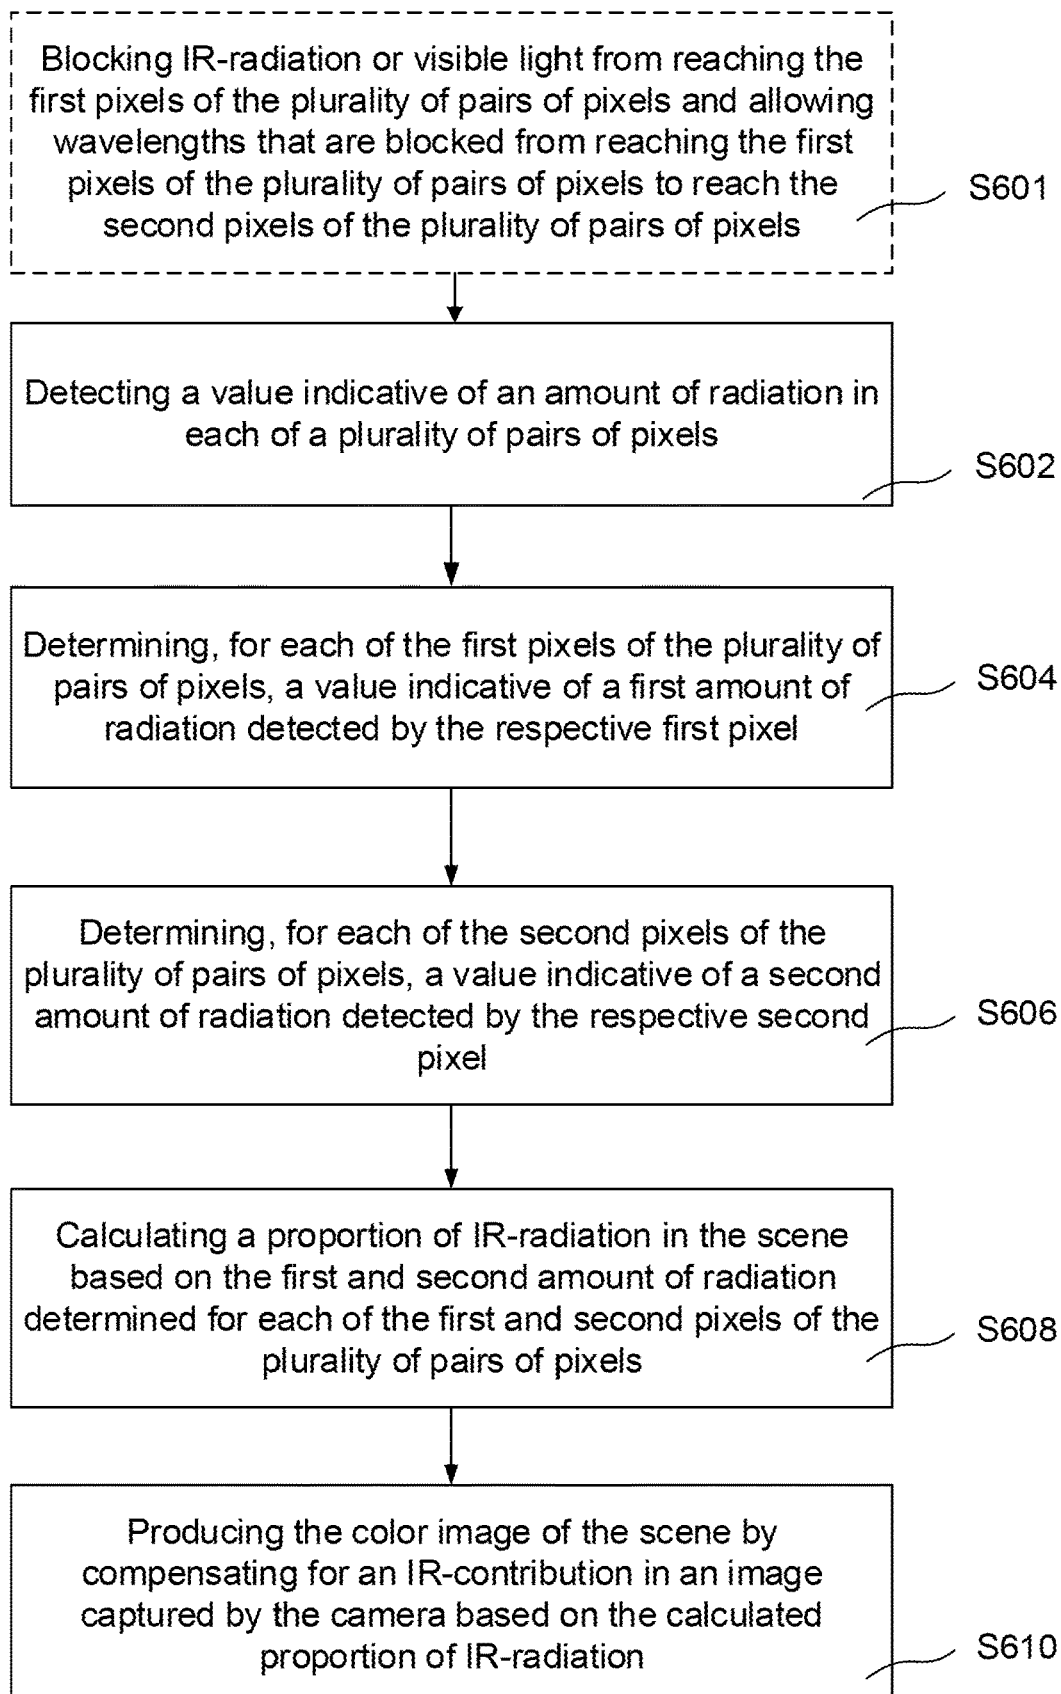 Blocking IR-radiation or visible light from reaching the
first pixels of the plurality of pairs of pixels and allowing
wavelengths that are blocked from reaching the first
pixels of the plurality of pairs of pixels to reach the
second pixels of the plurality of pairs of pixels
S601
Detecting a value indicative of an amount of radiation in
each of a plurality of pairs of pixels
S602
Determining, for each of the first pixels of the plurality of
pairs of pixels, a value indicative of a first amount of
radiation detected by the respective first pixel
S604
Determining, for each of the second pixels of the
plurality of pairs of pixels, a value indicative of a second
amount of radiation detected by the respective second
pixel
S606
Calculating a proportion of IR-radiation in the scene
based on the first and second amount of radiation
determined for each of the first and second pixels of the
plurality of pairs of pixels
S608
Producing the color image of the scene by
compensating for an IR-contribution in an image
captured by the camera based on the calculated
proportion of IR-radiation
S610